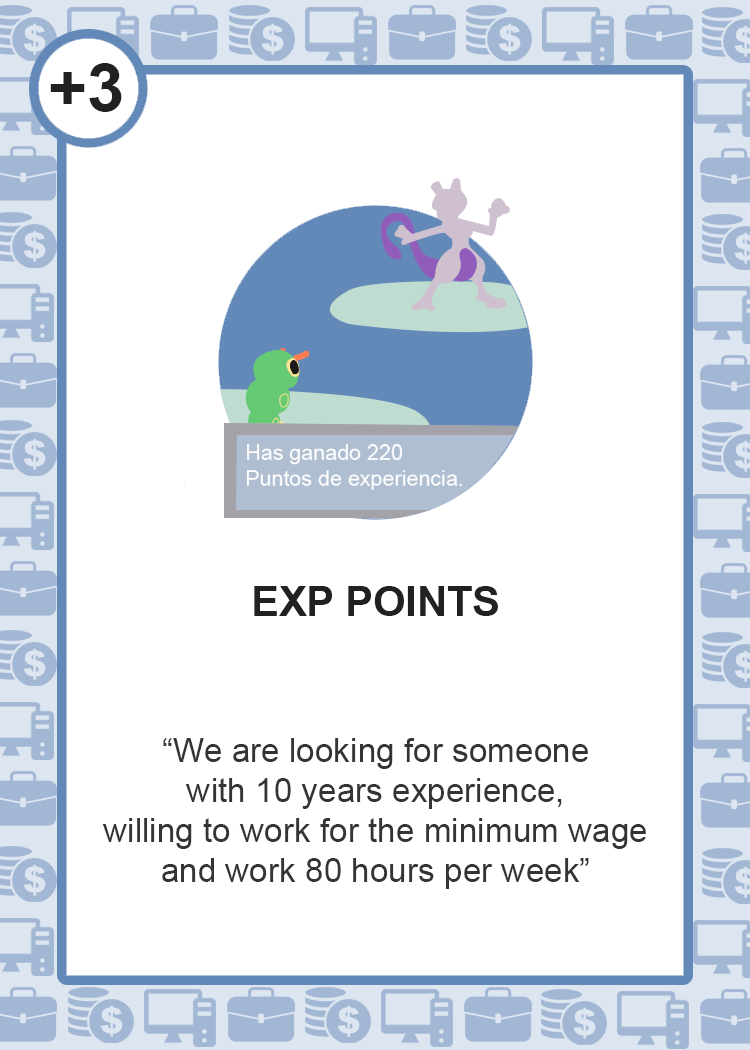 +3
Has ganado 220
Puntos de experiencia.
EXP POINTS
“We are looking for someone
with 10 years experience,
willing to work for the minimum wage
and work 80 hours per week”